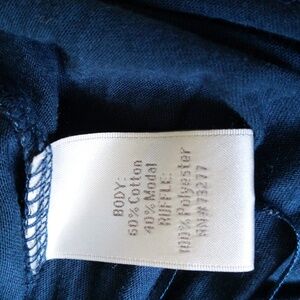 BODY:
60% Cotton
40% Modal
RUFFLE:
100% Polyester
RN#73277